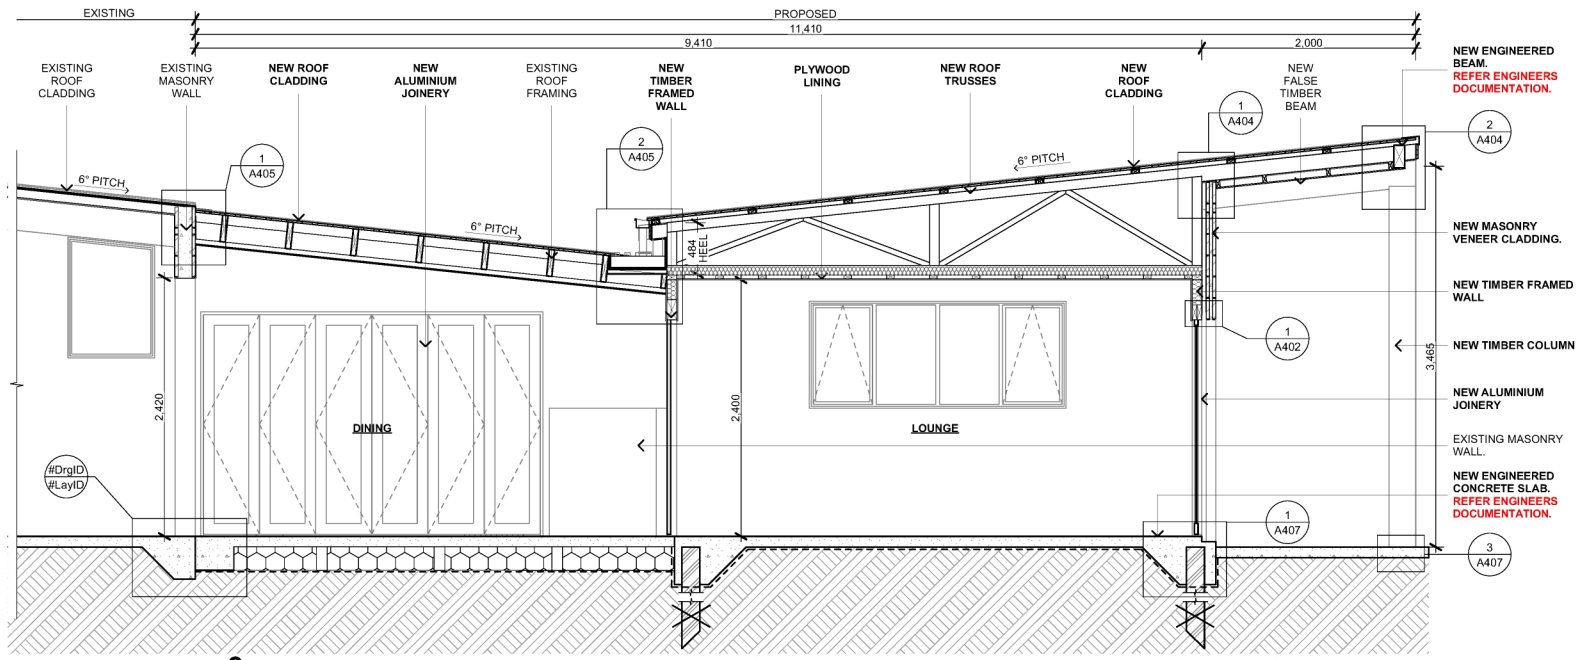 EXISTING
PROPOSED
11,410
9,410
2,000
EXISTING
ROOF
CLADDING
EXISTING
MASONRY
WALL
NEW ROOF
CLADDING
NEW
ALUMINIUM
JOINERY
EXISTING
ROOF
FRAMING
NEW
TIMBER
FRAMED
WALL
PLYWOOD
LINING
NEW ROOF
TRUSSES
NEW
ROOF
CLADDING
NEW
FALSE
TIMBER
BEAM
NEW ENGINEERED
BEAM.
REFER ENGINEERS
DOCUMENTATION.
1
A404
2
A404
2
A405
1
A405
6° PITCH
6° PITCH
6° PITCH
484
HEEL
NEW MASONRY
VENEER CLADDING.
NEW TIMBER FRAMED
WALL
1
A402
NEW TIMBER COLUMN
3,465
2,420
2,400
NEW ALUMINIUM
JOINERY
DINING
LOUNGE
EXISTING MASONRY
WALL.
#DrgID
#LayID
NEW ENGINEERED
CONCRETE SLAB.
REFER ENGINEERS
DOCUMENTATION.
1
A407
3
A407